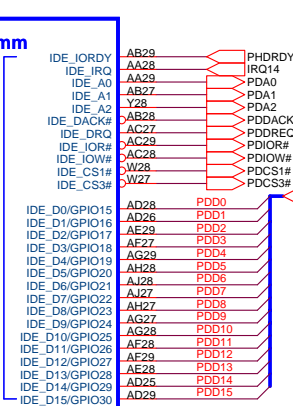 mm
IDE_IORDY AB29 PHDRDY
IDE_IRQ AA28 IRQ14
IDE_A0 AA29 PDA0
IDE_A1 AB27 PDA1
IDE_A2 Y28 PDA2
IDE_DACK# AB28 PDDACK
IDE_DRQ AC27 PDDREQ
IDE_IOR# AC29 PDIOR#
IDE_IOW# AC28 PDIOW#
IDE_CS1# W28 PDCS1#
IDE_CS3# W27 PDCS3#
IDE_D0/GPIO15 AD28 PDD0
IDE_D1/GPIO16 AD26 PDD1
IDE_D2/GPIO17 AE29 PDD2
IDE_D3/GPIO18 AF27 PDD3
IDE_D4/GPIO19 AG29 PDD4
IDE_D5/GPIO20 AH28 PDD5
IDE_D6/GPIO21 AJ28 PDD6
IDE_D7/GPIO22 AJ27 PDD7
IDE_D8/GPIO23 AH27 PDD8
IDE_D9/GPIO24 AG27 PDD9
IDE_D10/GPIO25 AG28 PDD10
IDE_D11/GPIO26 AF28 PDD11
IDE_D12/GPIO27 AF29 PDD12
IDE_D13/GPIO28 AE28 PDD13
IDE_D14/GPIO29 AD25 PDD14
IDE_D15/GPIO30 AD29 PDD15